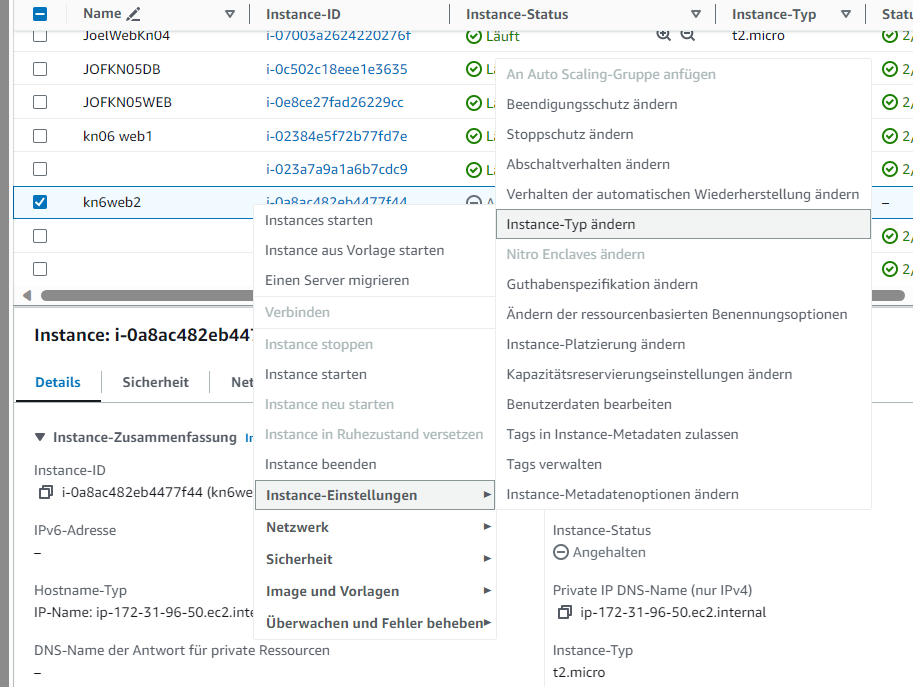 Name Instance-ID Instance-Status Instance-Typ Statu
JoelWebKn04 i-07003a2624220276f Läuft t2.micro 2/
JOFKN05DB i-0c502c18eee1e3635 Lä 2/
JOFKN05WEB i-0e8ce27fad26229cc Lä 2/
kn06 web1 i-02384e5f72b77fd7e Lä 2/
i-023a7a9a1a6b7cdc9 Lä 2/
kn6web2 i-0a8ac482eb4477f44 A –
2/
2/
An Auto Scaling-Gruppe anfügen
Beendigungsschutz ändern
Stoppschutz ändern
Abschaltverhalten ändern
Verhalten der automatischen Wiederherstellung ändern
Instance-Typ ändern
Nitro Enclaves ändern
Guthabenspezifikation ändern
Ändern der ressourcenbasierten Benennungsoptionen
Instance-Platzierung ändern
Kapazitätsreservierungseinstellungen ändern
Benutzerdaten bearbeiten
Tags in Instance-Metadaten zulassen
Tags verwalten
Instance-Metadatenoptionen ändern
Instances starten
Instance aus Vorlage starten
Einen Server migrieren
Verbinden
Instance stoppen
Instance starten
Instance neu starten
Instance in Ruhezustand versetzen
Instance beenden
Instance-Einstellungen
Netzwerk
Sicherheit
Image und Vorlagen
Überwachen und Fehler beheben
Instance: i-0a8ac482eb447
Details Sicherheit Net
Instance-Zusammenfassung In
Instance-ID
i-0a8ac482eb4477f44 (kn6we
IPv6-Adresse
–
Hostname-Typ
IP-Name: ip-172-31-96-50.ec2.inte
DNS-Name der Antwort für private Ressourcen
–
Instance-Status
Angehalten
Private IP DNS-Name (nur IPv4)
ip-172-31-96-50.ec2.internal
Instance-Typ
t2.micro